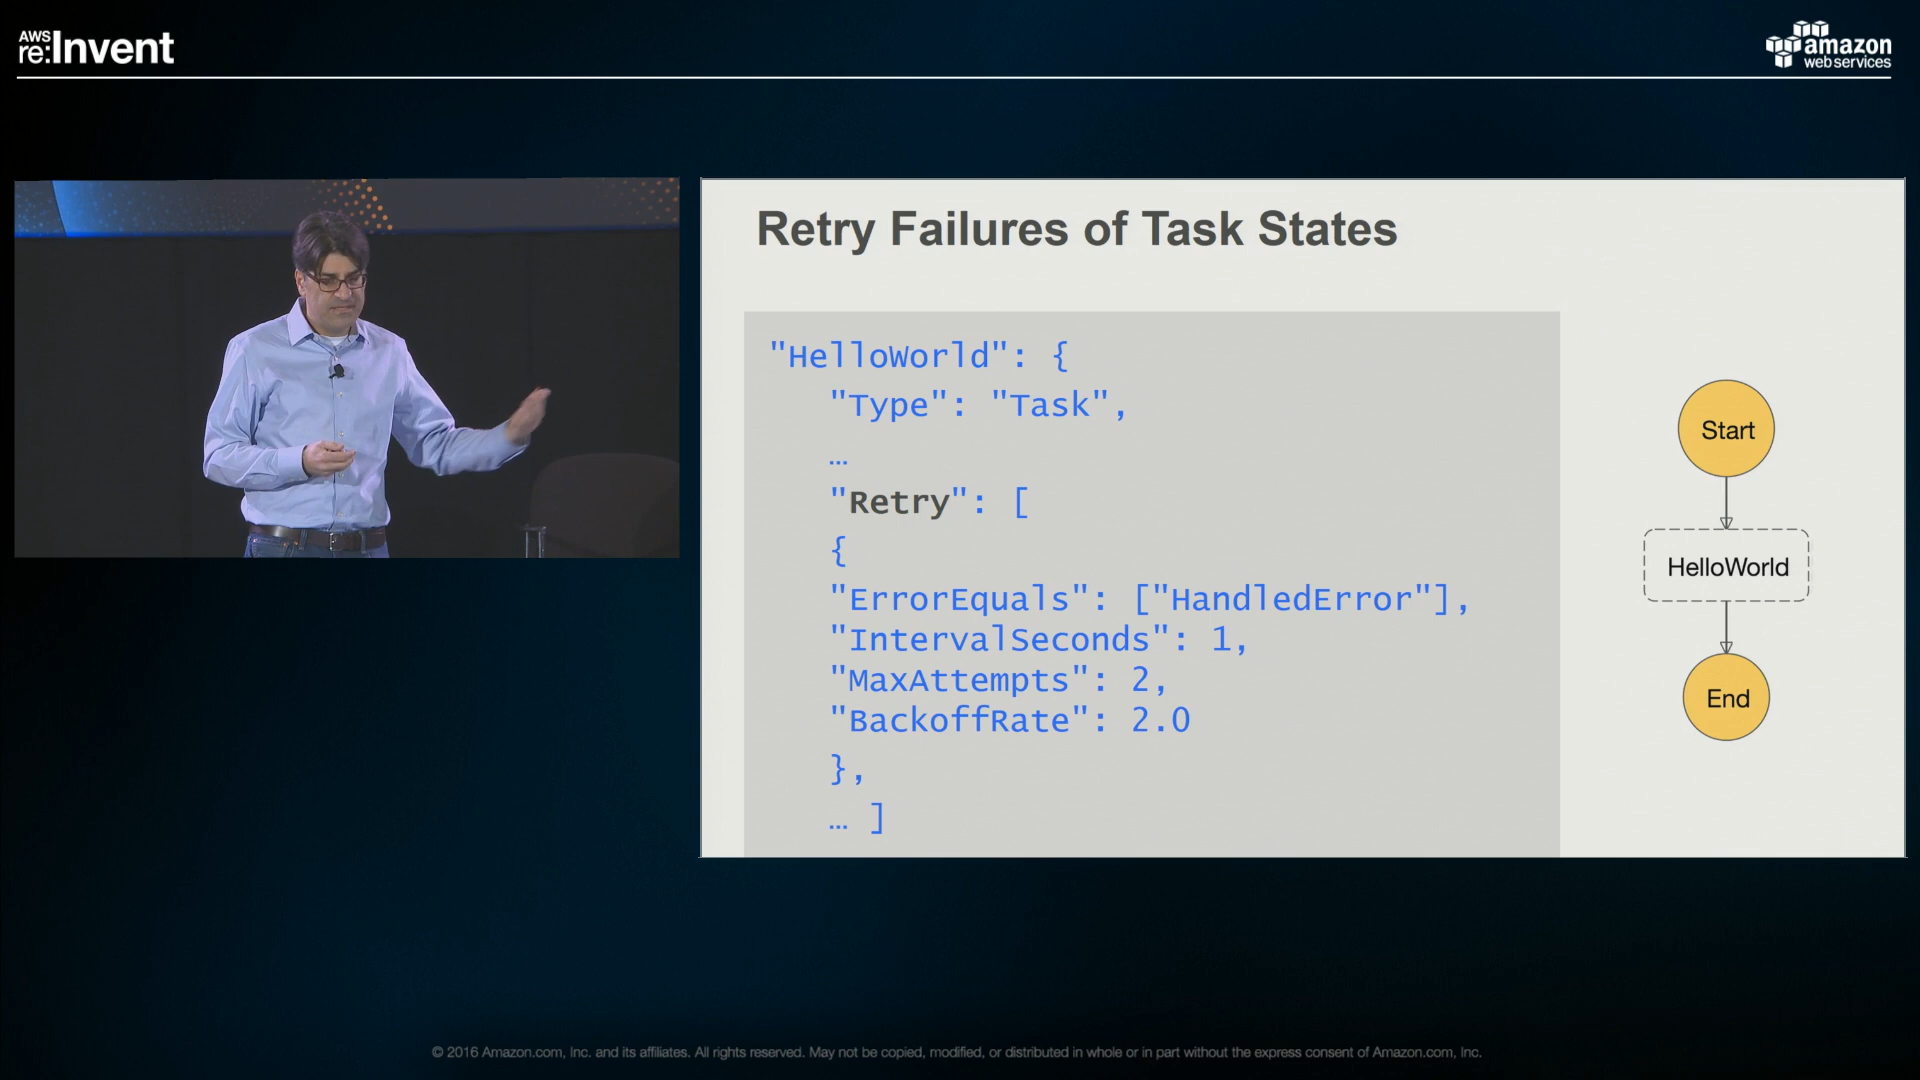 AWS
re:Invent
amazon
web services
Retry Failures of Task States
"HelloWorld": {
"Type": "Task",
…
"Retry": [
{
"ErrorEquals": ["HandledError"],
"IntervalSeconds": 1,
"MaxAttempts": 2,
"BackoffRate": 2.0
},
… ]
Start
HelloWorld
End
© 2016 Amazon.com, Inc. and its affiliates. All rights reserved. May not be copied, modified, or distributed in whole or in part without the express consent of Amazon.com, Inc.